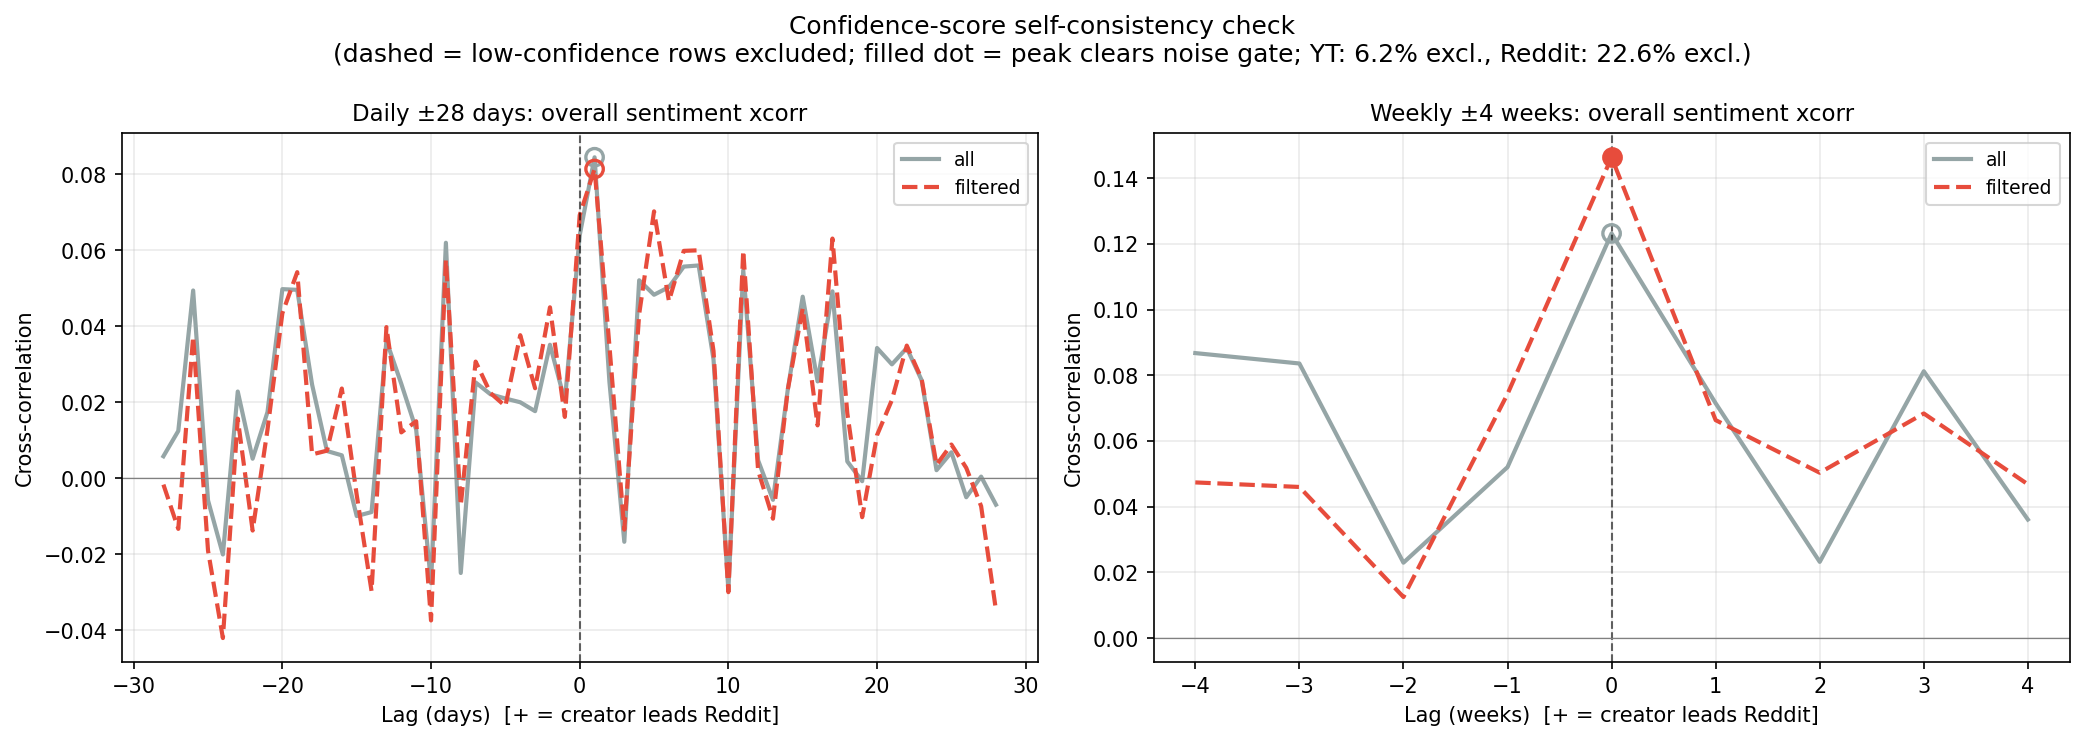 Confidence-score self-consistency check
(dashed = low-confidence rows excluded; filled dot = peak clears noise gate; YT: 6.2% excl., Reddit: 22.6% excl.)
Daily ±28 days: overall sentiment xcorr
Cross-correlation
0.08
0.06
0.04
0.02
0.00
−0.02
−0.04
all
filtered
−30
−20
−10
0
10
20
30
Lag (days)  [+ = creator leads Reddit]
Weekly ±4 weeks: overall sentiment xcorr
Cross-correlation
0.14
0.12
0.10
0.08
0.06
0.04
0.02
0.00
all
filtered
−4
−3
−2
−1
0
1
2
3
4
Lag (weeks)  [+ = creator leads Reddit]